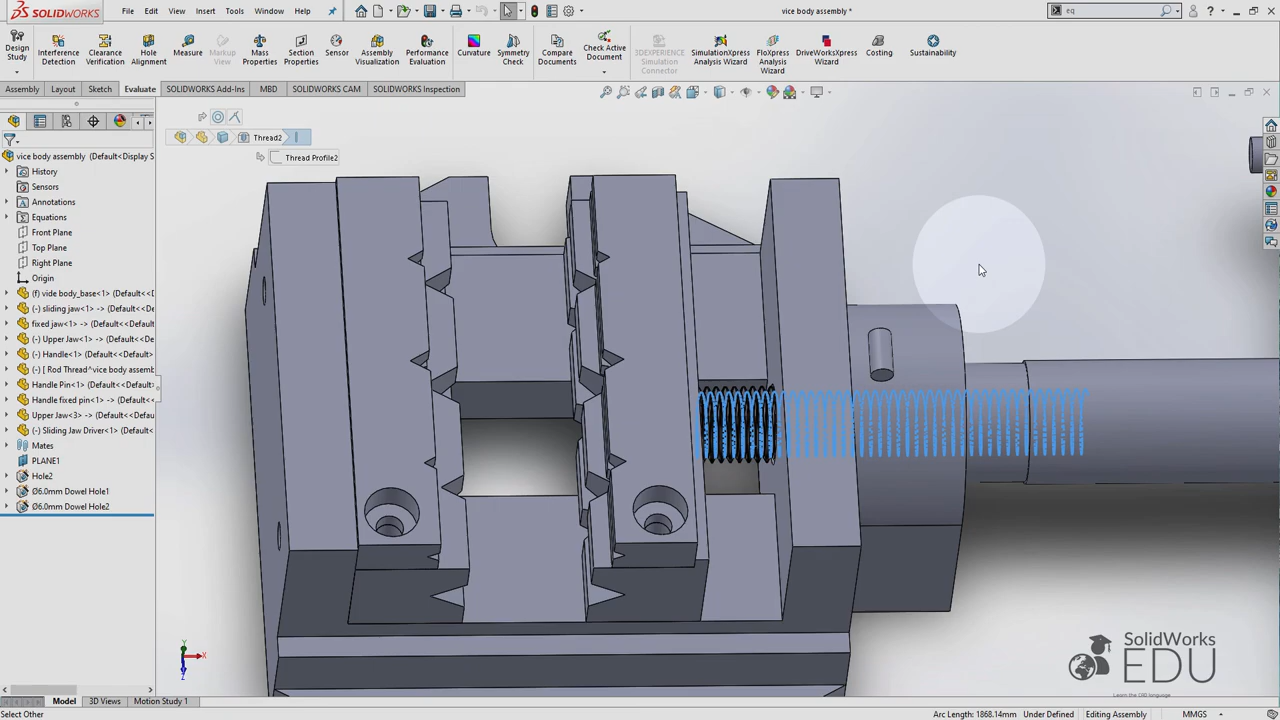 SOLIDWORKS
File Edit View Insert Tools Window Help
vice body assembly *
eq
Design Study
Interference Detection
Clearance Verification
Hole Alignment
Measure
Markup View
Mass Properties
Section Properties
Sensor
Assembly Visualization
Performance Evaluation
Curvature
Symmetry Check
Compare Documents
Check Active Document
3DEXPERIENCE Simulation Connector
SimulationXpress Analysis Wizard
FloXpress Analysis Wizard
DriveWorksXpress Wizard
Costing
Sustainability
Assembly Layout Sketch Evaluate SOLIDWORKS Add-Ins MBD SOLIDWORKS CAM SOLIDWORKS Inspection
Thread2
Thread Profile2
vice body assembly (Default<Display S
History
Sensors
Annotations
Equations
Front Plane
Top Plane
Right Plane
Origin
(f) vide body_base<1> (Default<<D
(-) sliding jaw<1> -> (Default<<De
fixed jaw<1> -> (Default<<Default
(-) Upper Jaw<1> -> (Default<<De
(-) Handle<1> (Default<<Default
(-) [ Rod Thread^vice body assemb
Handle Pin<1> (Default<<Default
Handle fixed pin<1> (Default<<De
Upper Jaw<3> -> (Default<<Defau
(-) Sliding Jaw Driver<1> (Default
Mates
PLANE1
Hole2
Ø6.0mm Dowel Hole1
Ø6.0mm Dowel Hole2
Y
X
Z
SolidWorks
EDU
Learn the CAD language
Model 3D Views Motion Study 1
Select Other
Arc Length: 1868.14mm Under Defined Editing Assembly MMGS